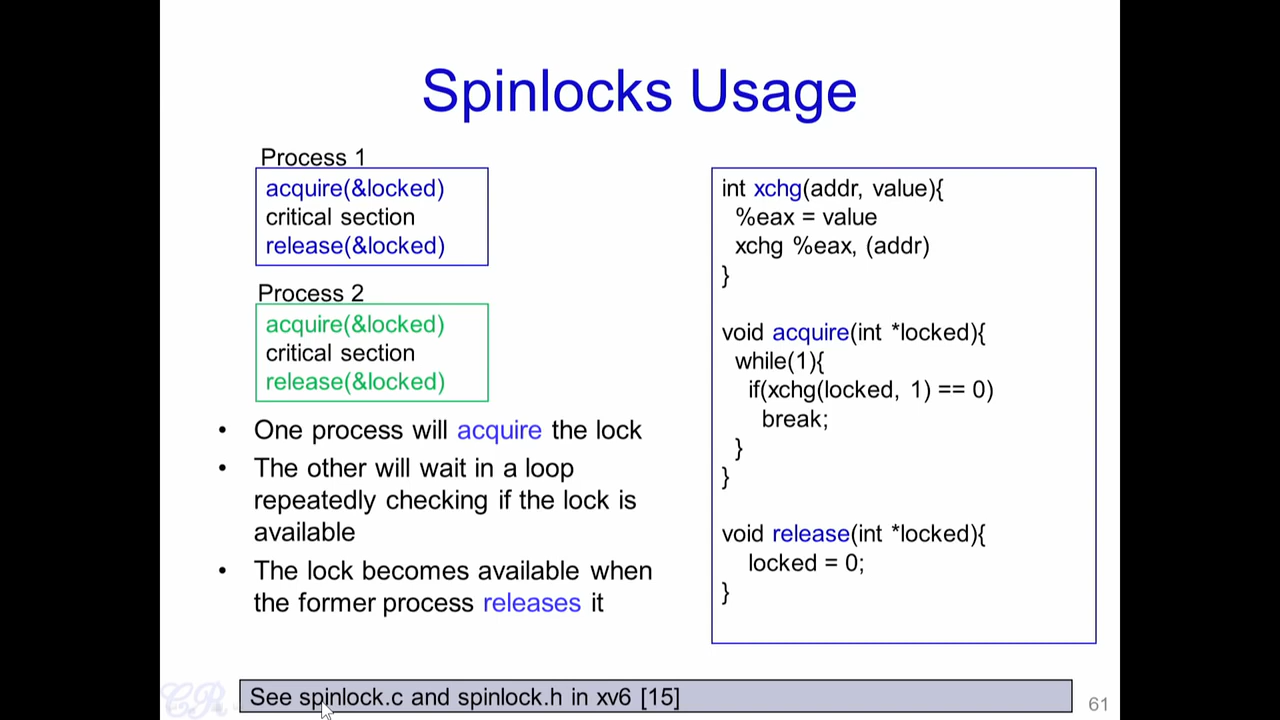 Spinlocks Usage
Process 1
acquire(&locked)
critical section
release(&locked)
Process 2
acquire(&locked)
critical section
release(&locked)
• One process will acquire the lock
• The other will wait in a loop
repeatedly checking if the lock is
available
• The lock becomes available when
the former process releases it
int xchg(addr, value){
%eax = value
xchg %eax, (addr)
}
void acquire(int *locked){
while(1){
if(xchg(locked, 1) == 0)
break;
}
}
void release(int *locked){
locked = 0;
}
See spinlock.c and spinlock.h in xv6 [15]
61